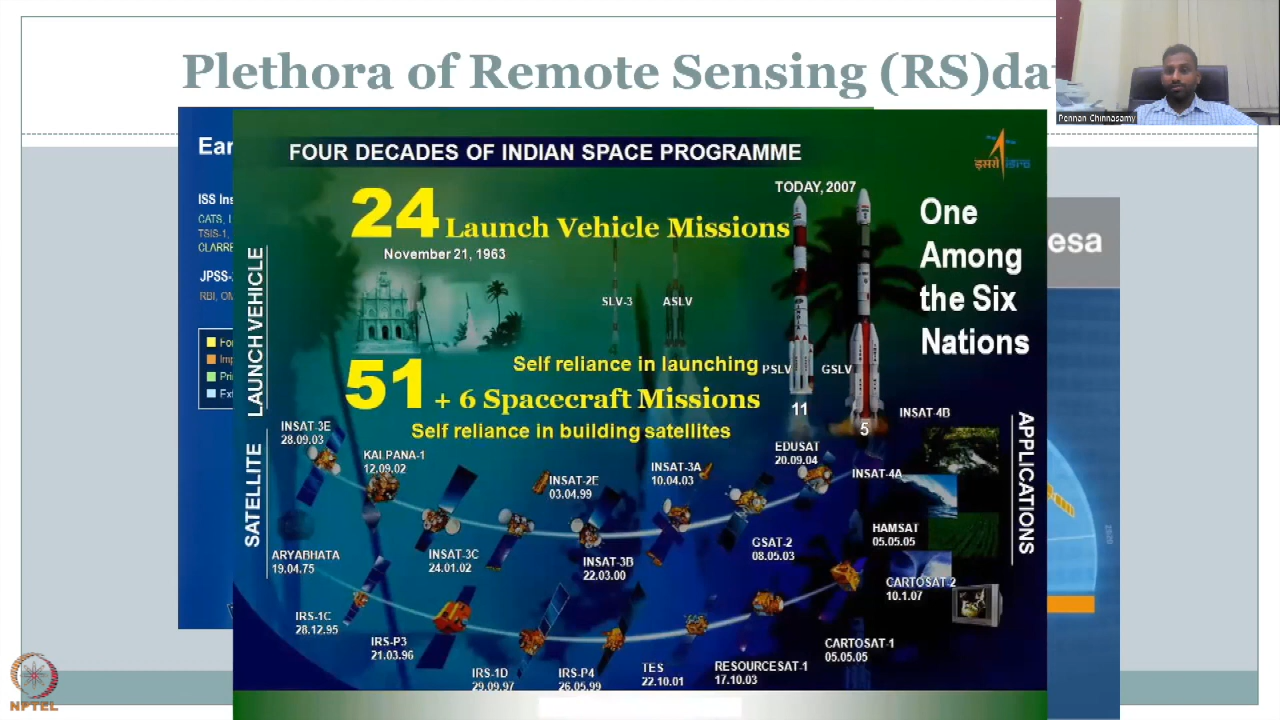 Plethora of Remote Sensing (RS)da
Pennan Chinnasamy
Ear
ISS Ins
CATS, I
TSIS-1,
CLARRE
JPSS-
RBI, OM
Fo
Imp
Pri
Ext
esa
FOUR DECADES OF INDIAN SPACE PROGRAMME
इसरो isro
24 Launch Vehicle Missions
November 21, 1963
TODAY, 2007
One
Among
the Six
Nations
LAUNCH VEHICLE
SLV-3
ASLV
PSLV
GSLV
11
5
Self reliance in launching
51 + 6 Spacecraft Missions
Self reliance in building satellites
SATELLITE
APPLICATIONS
INSAT-3E
28.09.03
KALPANA-1
12.09.02
INSAT-3C
24.01.02
INSAT-2E
03.04.99
INSAT-3B
22.03.00
INSAT-3A
10.04.03
GSAT-2
08.05.03
EDUSAT
20.09.04
INSAT-4A
INSAT-4B
HAMSAT
05.05.05
CARTOSAT-2
10.1.07
ARYABHATA
19.04.75
IRS-1C
28.12.95
IRS-P3
21.03.96
IRS-1D
29.09.97
IRS-P4
26.05.99
TES
22.10.01
RESOURCESAT-1
17.10.03
CARTOSAT-1
05.05.05
NPTEL